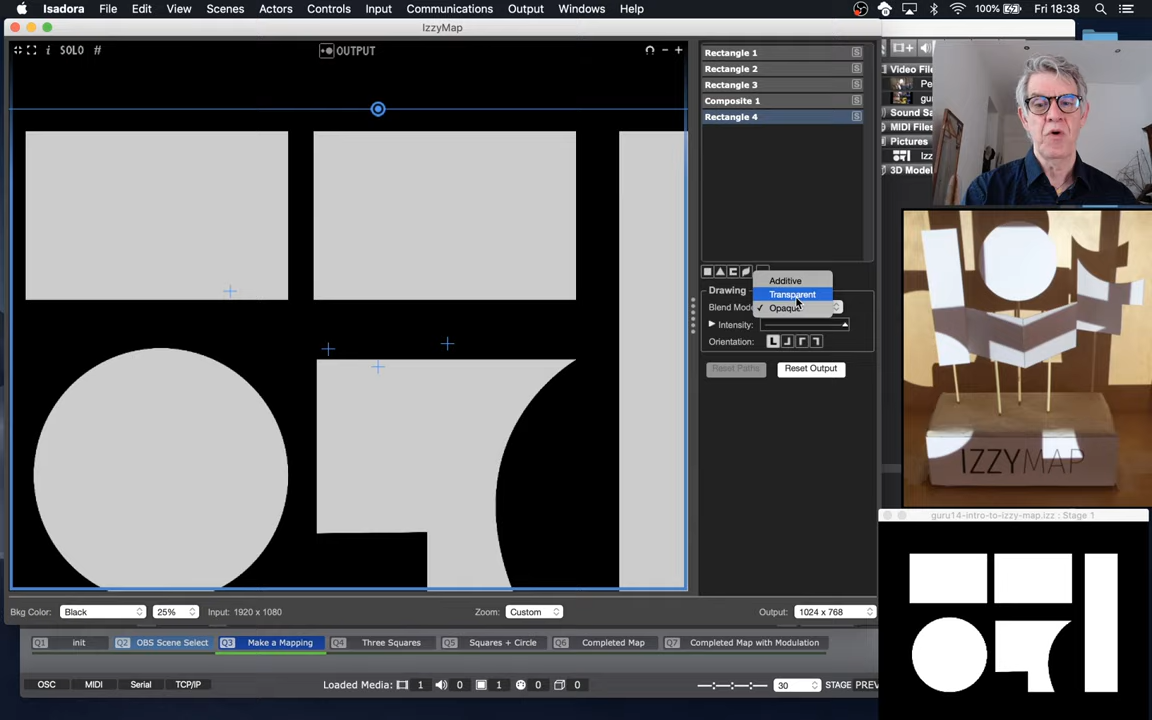 Isadora File Edit View Scenes Actors Controls Input Communications Output Windows Help
100% Fri 18:38
IzzyMap
i SOLO #
OUTPUT
Rectangle 1 S
Rectangle 2 S
Rectangle 3 S
Composite 1 S
Rectangle 4 S
Drawing
Blend Mode
Additive
Transparent
✓ Opaque
Intensity:
Orientation:
Reset Paths
Reset Output
Video File
Pe
gur
Sound Sa
MIDI Files
Pictures
Izz
3D Model
IZZYMAP
guru14-intro-to-izzy-map.izz : Stage 1
Bkg Color: Black 25% Input: 1920 x 1080 Zoom: Custom Output: 1024 x 768
Q1 init Q2 OBS Scene Select Q3 Make a Mapping Q4 Three Squares Q5 Squares + Circle Q6 Completed Map Q7 Completed Map with Modulation
OSC MIDI Serial TCP/IP Loaded Media: 1 0 1 0 0 30 STAGE PREV